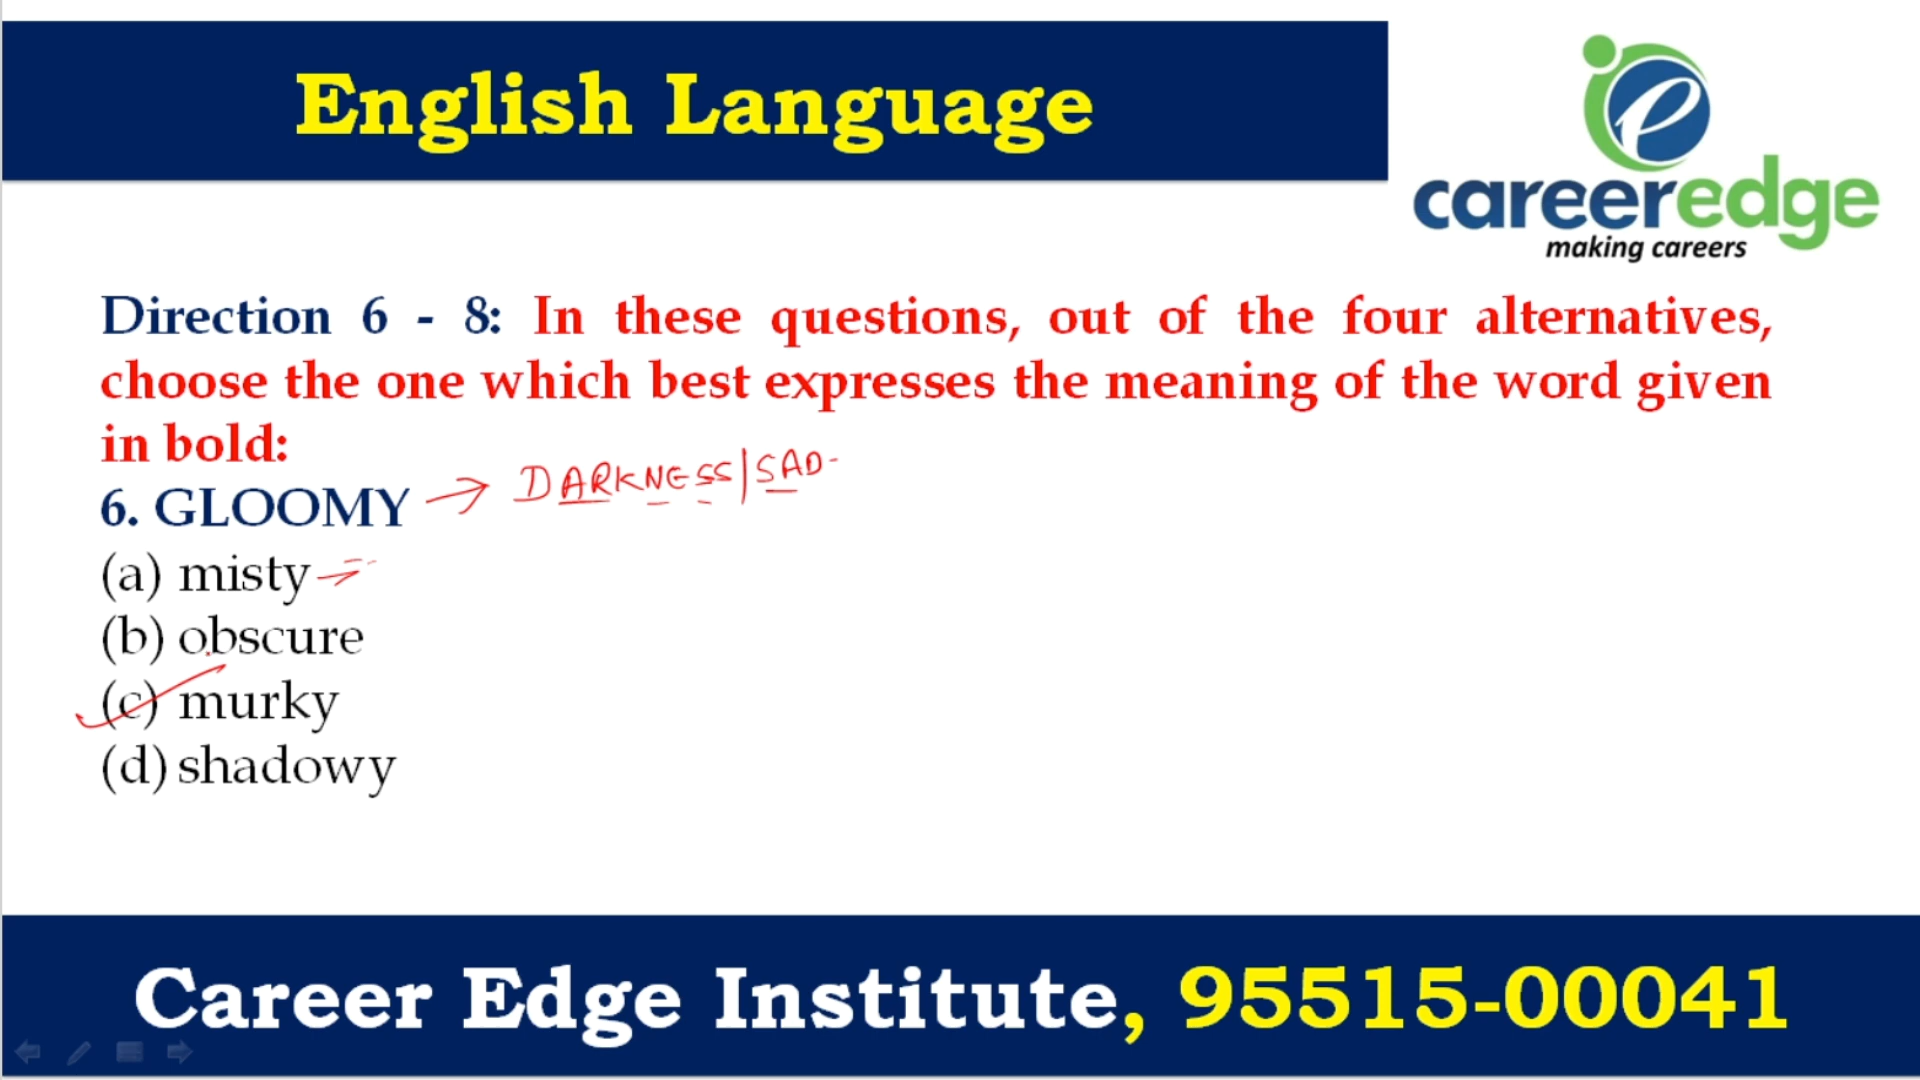 English Language
e
careeredge
making careers
Direction 6 - 8: In these questions, out of the four alternatives,
choose the one which best expresses the meaning of the word given
in bold:
6. GLOOMY → DARKNESS|SAD-
(a) misty
(b) obscure
(c) murky
(d) shadowy
Career Edge Institute, 95515-00041